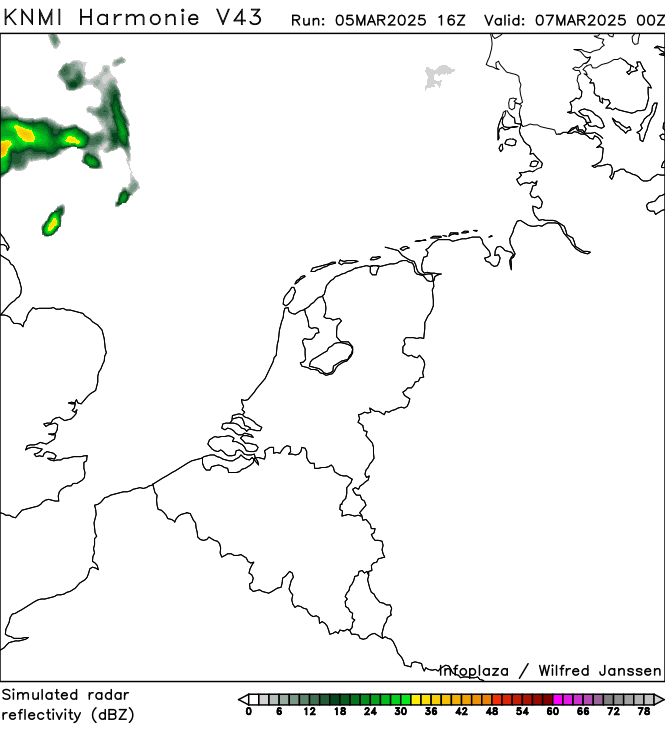 KNMI Harmonie V43 Run: 05MAR2025 16Z Valid: 07MAR2025 00Z
infoplaza / Wilfred Janssen
Simulated radar
reflectivity (dBZ)
0 6 12 18 24 30 36 42 48 54 60 66 72 78